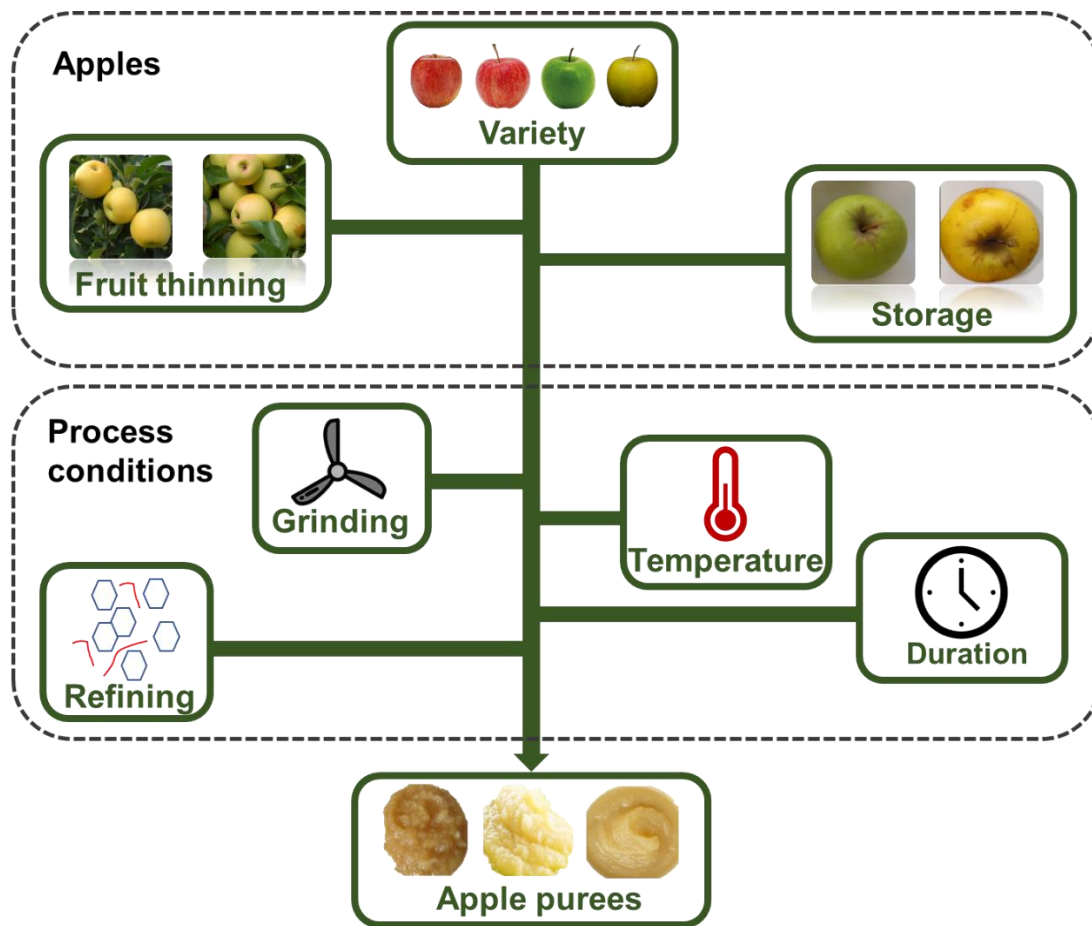 Apples
Variety
Fruit thinning
Storage
Process
conditions
Grinding
Temperature
Duration
Refining
Apple purees